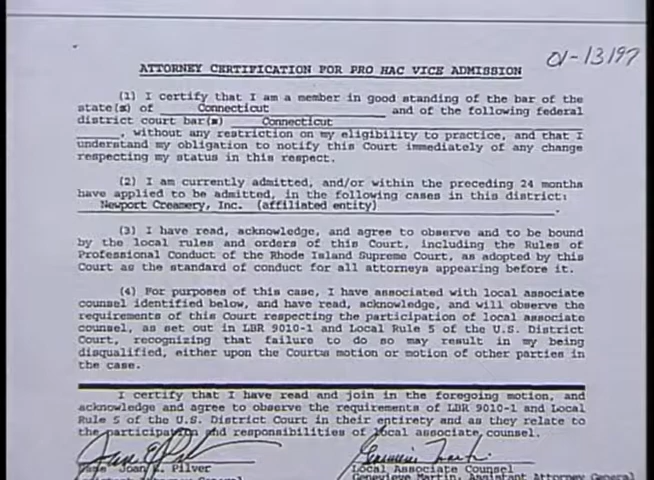 01-13197
ATTORNEY CERTIFICATION FOR PRO HAC VICE ADMISSION
(1) I certify that I am a member in good standing of the bar of the
state(s) of Connecticut and of the following federal
district court bar(s) Connecticut
, without any restriction on my eligibility to practice, and that I
understand my obligation to notify this Court immediately of any change
respecting my status in this respect.
(2) I am currently admitted, and/or within the preceding 24 months
have applied to be admitted, in the following cases in this district:
Newport Creamery, Inc. (affiliated entity)
(3) I have read, acknowledge, and agree to observe and to be bound
by the local rules and orders of this Court, including the Rules of
Professional Conduct of the Rhode Island Supreme Court, as adopted by this
Court as the standard of conduct for all attorneys appearing before it.
(4) For purposes of this case, I have associated with local associate
counsel identified below, and have read, acknowledge, and will observe the
requirements of this Court respecting the participation of local associate
counsel, as set out in LBR 9010-1 and Local Rule 5 of the U.S. District
Court, recognizing that failure to do so may result in my being
disqualified, either upon the Courts motion or motion of other parties in
the case.
I certify that I have read and join in the foregoing motion, and
acknowledge and agree to observe the requirements of LBR 9010-1 and Local
Rule 5 of the U.S. District Court in their entirety and as they relate to
the participation and responsibilities of local associate counsel.
Name Joan E. Pilver Local Associate Counsel
Assistant Attorney General Genevieve Martin, Assistant Attorney General